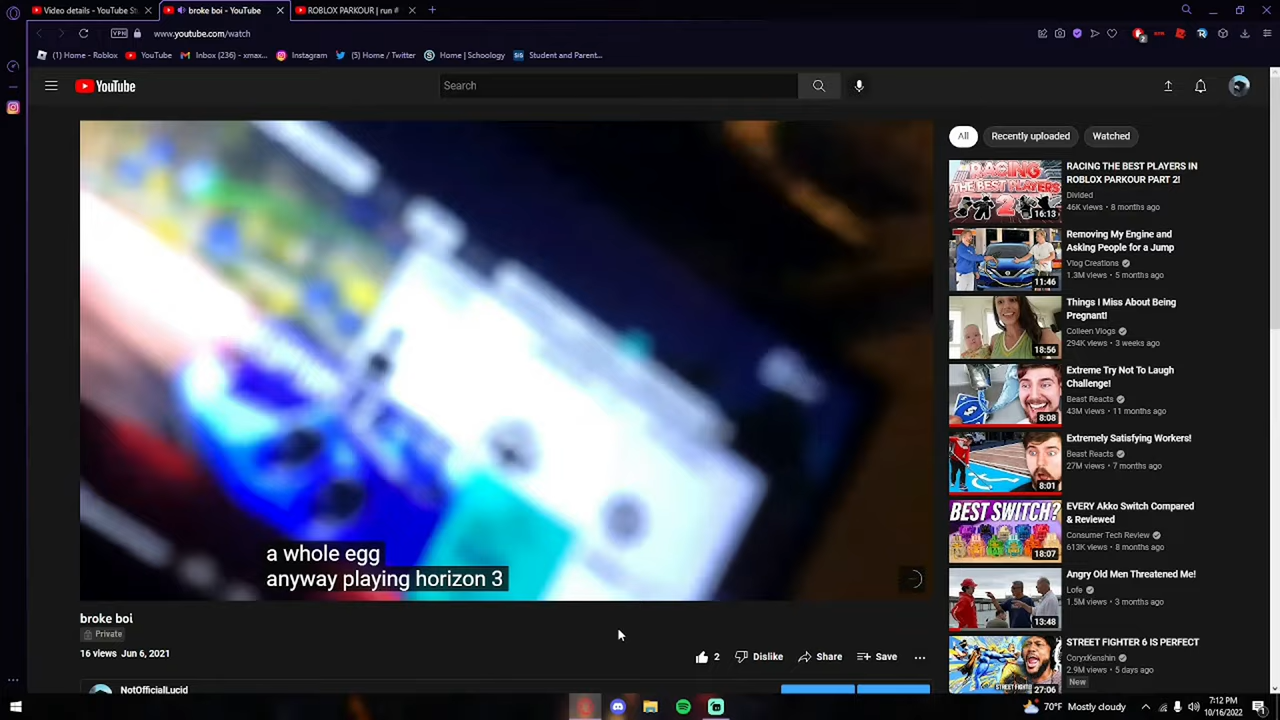 Video details - YouTube St
broke boi - YouTube
ROBLOX PARKOUR | run
VPN
www.youtube.com/watch
(1) Home - Roblox
YouTube
Inbox (236) - xmax...
Instagram
(5) Home / Twitter
Home | Schoology
Student and Parent...
YouTube
Search
All
Recently uploaded
Watched
RACING THE BEST PLAYERS 2
16:13
RACING THE BEST PLAYERS IN
ROBLOX PARKOUR PART 2!
Divided
46K views • 8 months ago
11:46
Removing My Engine and
Asking People for a Jump
Vlog Creations
1.3M views • 5 months ago
18:56
Things I Miss About Being
Pregnant!
Colleen Vlogs
294K views • 3 weeks ago
8:08
Extreme Try Not To Laugh
Challenge!
Beast Reacts
43M views • 11 months ago
8:01
Extremely Satisfying Workers!
Beast Reacts
27M views • 7 months ago
BEST SWITCH?
18:07
EVERY Akko Switch Compared
& Reviewed
Consumer Tech Review
613K views • 8 months ago
13:48
Angry Old Men Threatened Me!
Lofe
1.5M views • 3 months ago
27:06
STREET FIGHTER 6 IS PERFECT
CoryxKenshin
2.9M views • 5 days ago
New
a whole egg
anyway playing horizon 3
broke boi
Private
16 views Jun 6, 2021
2
Dislike
Share
Save
NotOfficialLucid
70°F Mostly cloudy
7:12 PM
10/16/2022